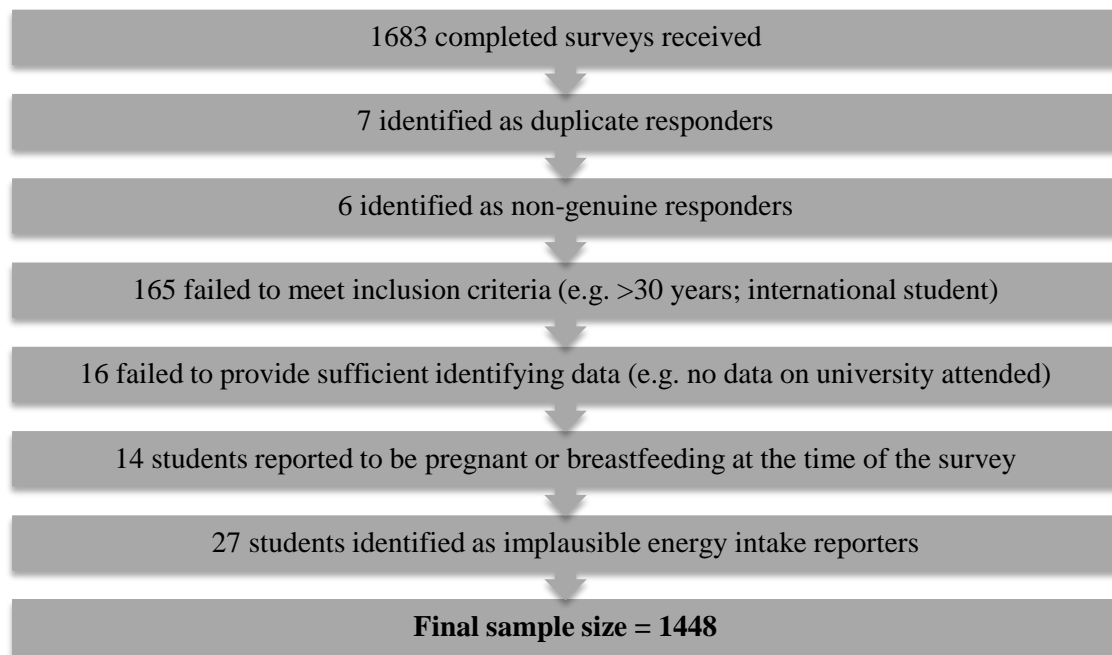 1683 completed surveys received
7 identified as duplicate responders
6 identified as non-genuine responders
165 failed to meet inclusion criteria (e.g. >30 years; international student)
16 failed to provide sufficient identifying data (e.g. no data on university attended)
14 students reported to be pregnant or breastfeeding at the time of the survey
27 students identified as implausible energy intake reporters
Final sample size = 1448